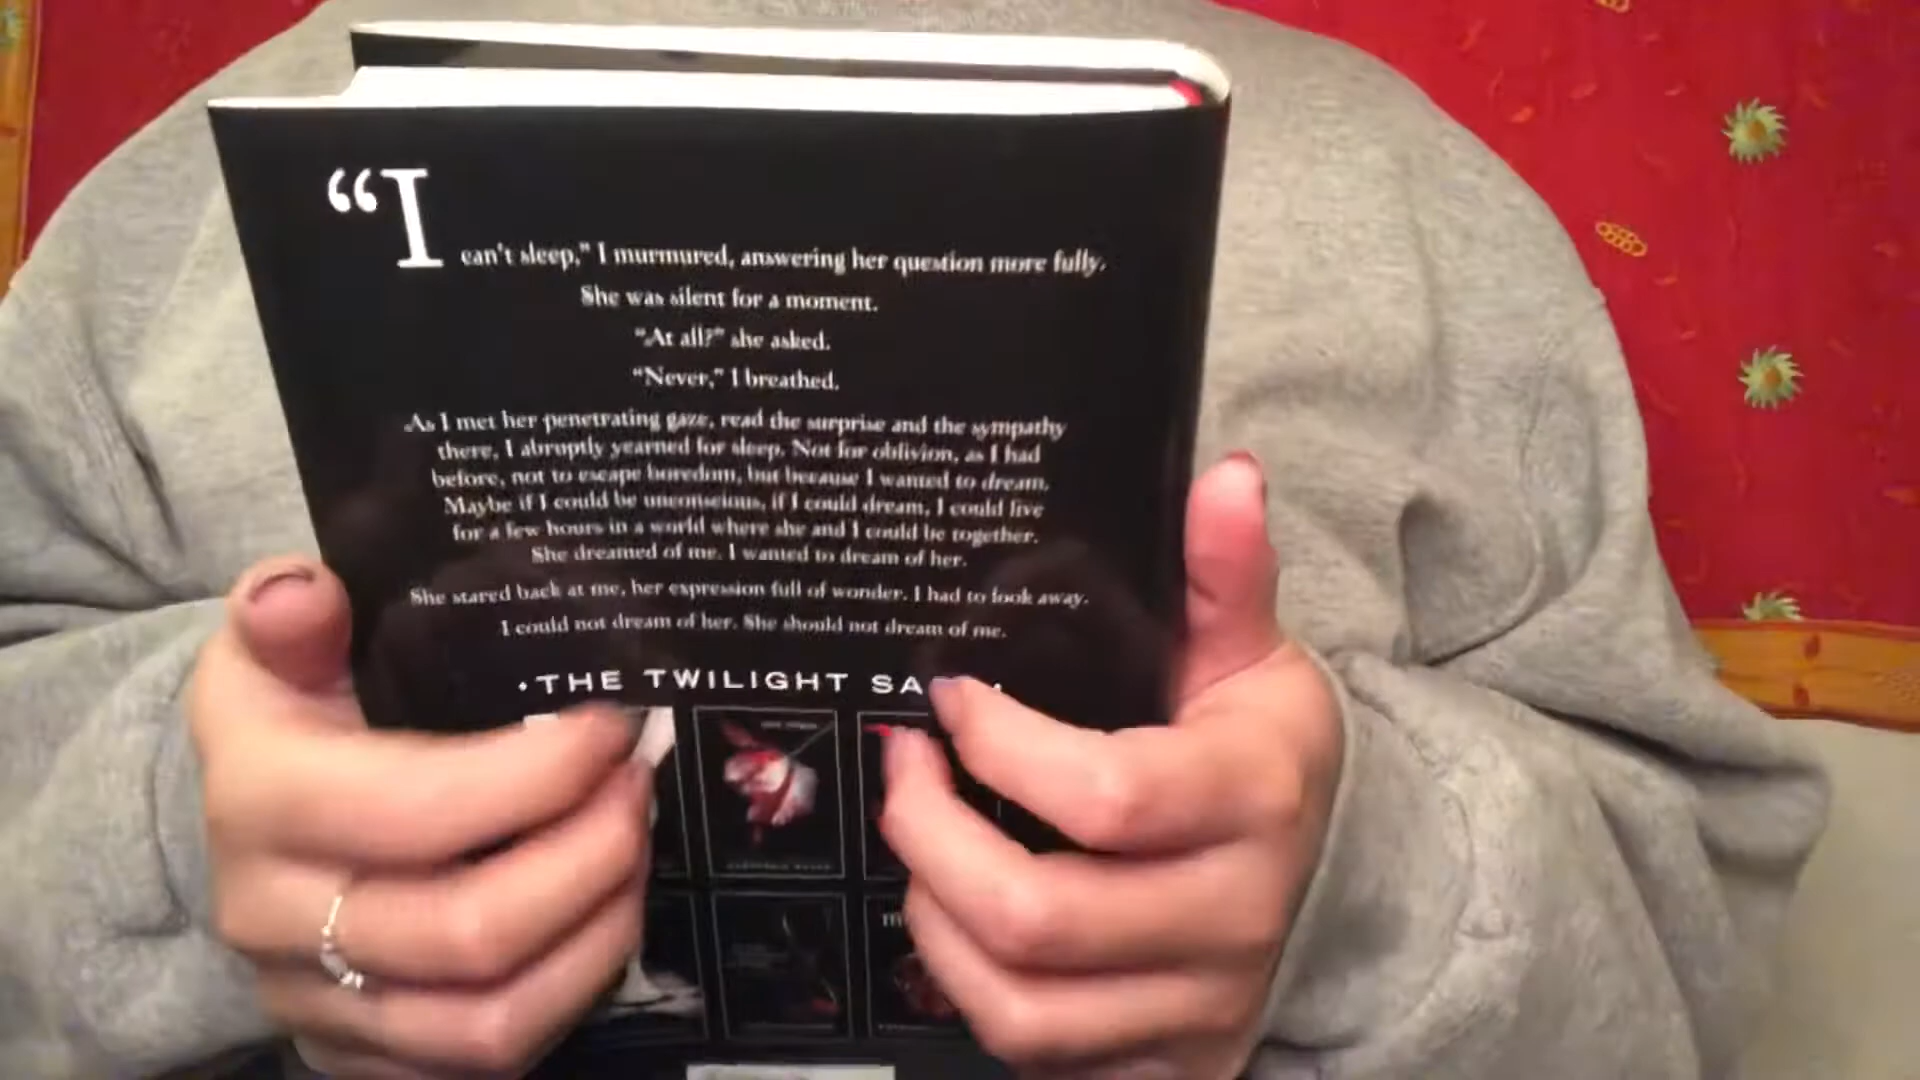 “I can't sleep,” I murmured, answering her question more fully.
She was silent for a moment.
“At all?” she asked.
“Never,” I breathed.
As I met her penetrating gaze, read the surprise and the sympathy
there, I abruptly yearned for sleep. Not for oblivion, as I had
before, not to escape boredom, but because I wanted to dream.
Maybe if I could be unconscious, if I could dream, I could live
for a few hours in a world where she and I could be together.
She dreamed of me. I wanted to dream of her.
She stared back at me, her expression full of wonder. I had to look away.
I could not dream of her. She should not dream of me.
•THE TWILIGHT SA